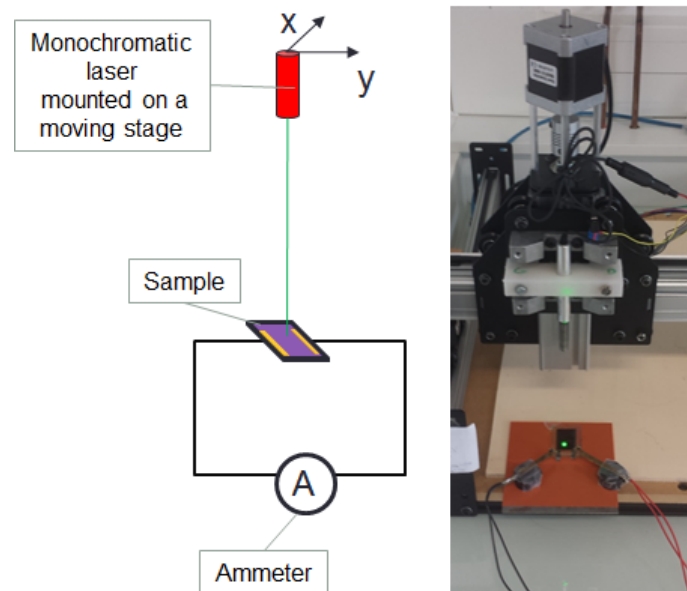 x
Monochromatic
laser
mounted on a
moving stage
y
Sample
A
Ammeter